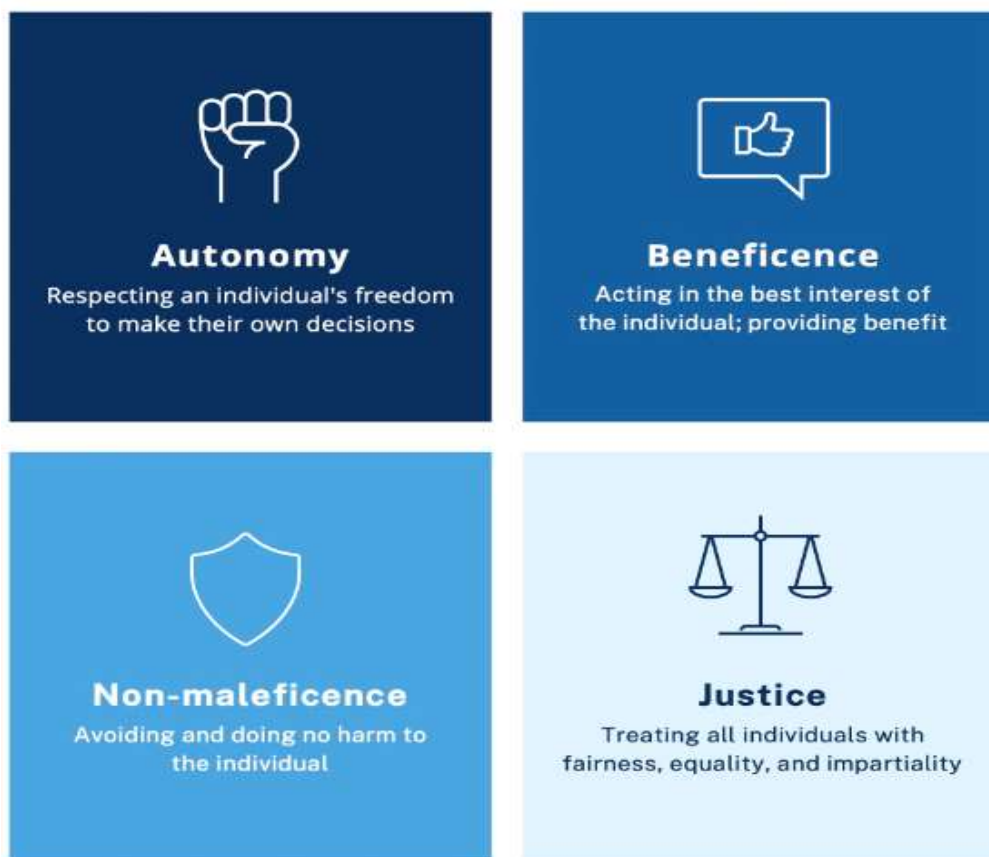 Autonomy
Respecting an individual's freedom
to make their own decisions
Beneficence
Acting in the best interest of
the individual; providing benefit
Non-maleficence
Avoiding and doing no harm to
the individual
Justice
Treating all individuals with
fairness, equality, and impartiality